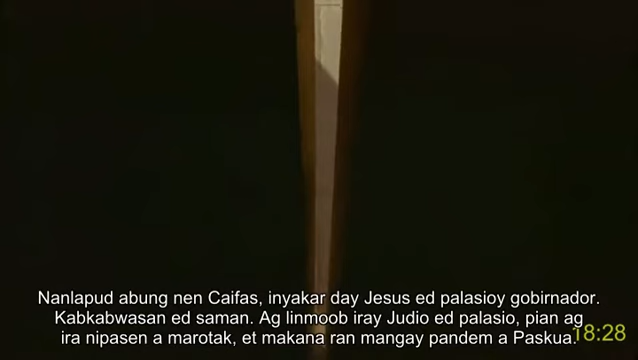 Nanlapud abung nen Caifas, inyakar day Jesus ed palasioy gobirnador.
Kabkabwasan ed saman. Ag linmoob iray Judio ed palasio, pian ag
ira nipasen a marotak, et makana ran mangay pandem a Paskua.
18:28